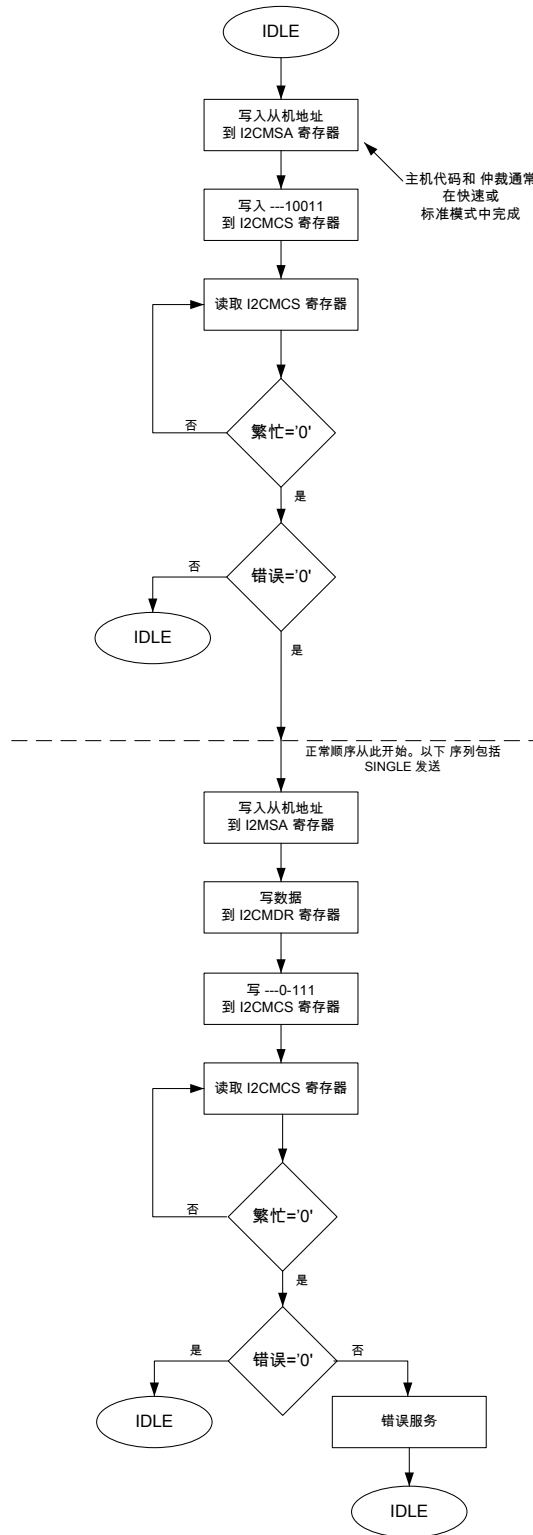 IDLE
写入从机地址
到 I2CMSA 寄存器
主机代码和 仲裁通常
在快速或
标准模式中完成
写入 ---10011
到 I2CMCS 寄存器
读取 I2CMCS 寄存器
否
繁忙='0'
是
否
错误='0'
IDLE
是
正常顺序从此开始。以下 序列包括
SINGLE 发送
写入从机地址
到 I2MSA 寄存器
写数据
到 I2CMDR 寄存器
写 ---0-111
到 I2CMCS 寄存器
读取 I2CMCS 寄存器
否
繁忙='0'
是
是
错误='0'
否
IDLE
错误服务
IDLE